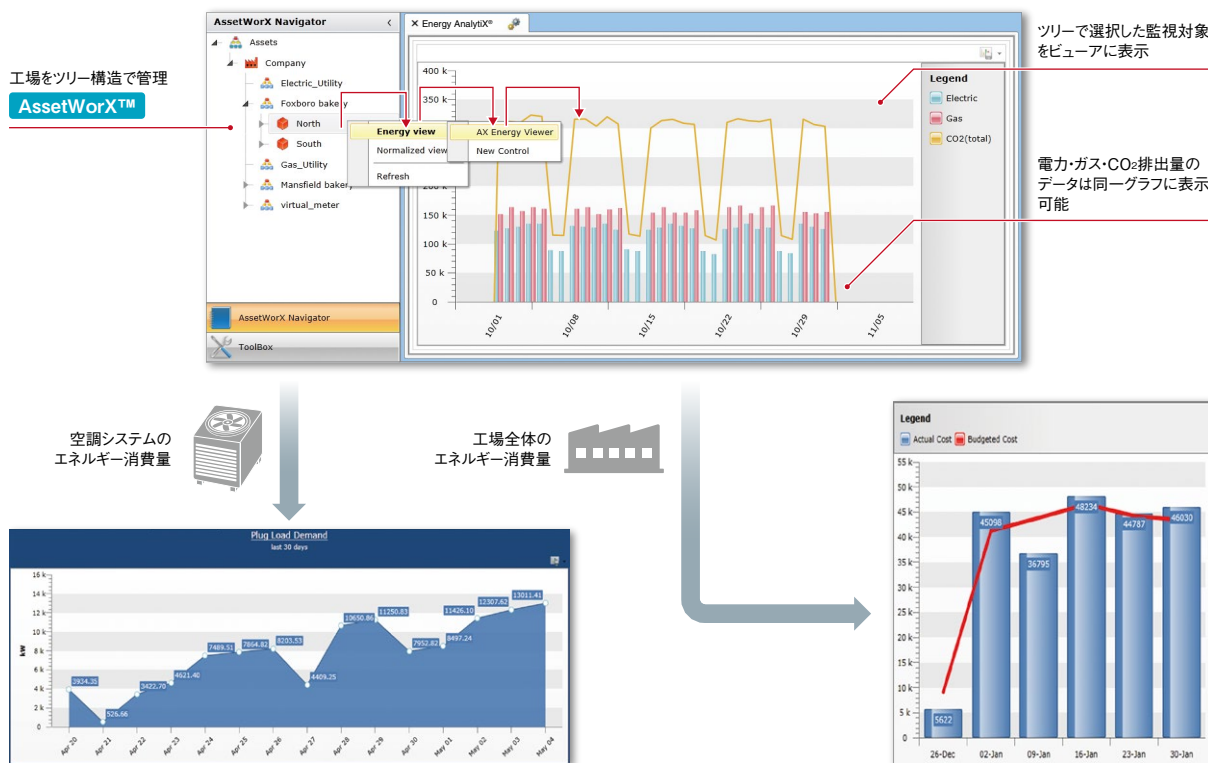 AssetWorX Navigator
Assets
Company
Electric_Utility
Foxboro bakery
North
South
Gas_Utility
Mansfield bakery
virtual_meter
AssetWorX Navigator
ToolBox
Energy view
Normalized view
Refresh
AX Energy Viewer
New Control
× Energy AnalytiX®
400 k
350 k
200 k
150 k
100 k
50 k
0
10/01
10/08
10/15
10/22
10/29
11/05
Legend
Electric
Gas
CO2(total)
工場をツリー構造で管理
AssetWorX™
ツリーで選択した監視対象
をビューアに表示
電力・ガス・CO₂排出量の
データは同一グラフに表示
可能
空調システムの
エネルギー消費量
工場全体の
エネルギー消費量
Plug Load Demand
last 30 days
kW
16 k
14 k
12 k
10 k
8 k
6 k
4 k
2 k
0
3934.35
526.66
3422.70
4621.40
7489.51
7864.82
8203.53
4409.25
10650.86
11250.83
7952.82
8497.24
11426.10
12307.62
13011.41
Apr 20
Apr 21
Apr 22
Apr 23
Apr 24
Apr 25
Apr 26
Apr 27
Apr 28
Apr 29
Apr 30
May 01
May 02
May 03
May 04
Legend
Actual Cost
Budgeted Cost
55 k
50 k
45 k
40 k
35 k
30 k
25 k
20 k
15 k
10 k
5 k
0
5622
45098
36795
48234
44787
46030
26-Dec
02-Jan
09-Jan
16-Jan
23-Jan
30-Jan